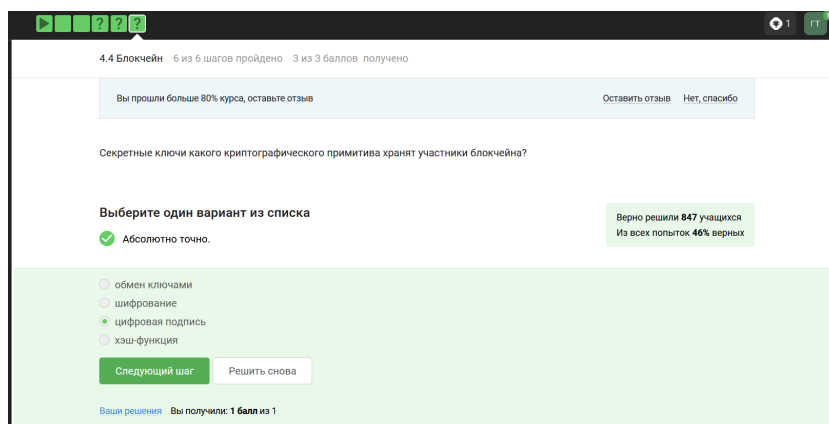 ? ? ?
1 ГТ
4.4 Блокчейн 6 из 6 шагов пройдено 3 из 3 баллов получено
Вы прошли больше 80% курса, оставьте отзыв Оставить отзыв Нет, спасибо
Секретные ключи какого криптографического примитива хранят участники блокчейна?
Выберите один вариант из списка
Абсолютно точно.
Верно решили 847 учащихся
Из всех попыток 46% верных
обмен ключами
шифрование
цифровая подпись
хэш-функция
Следующий шаг Решить снова
Ваши решения Вы получили: 1 балл из 1